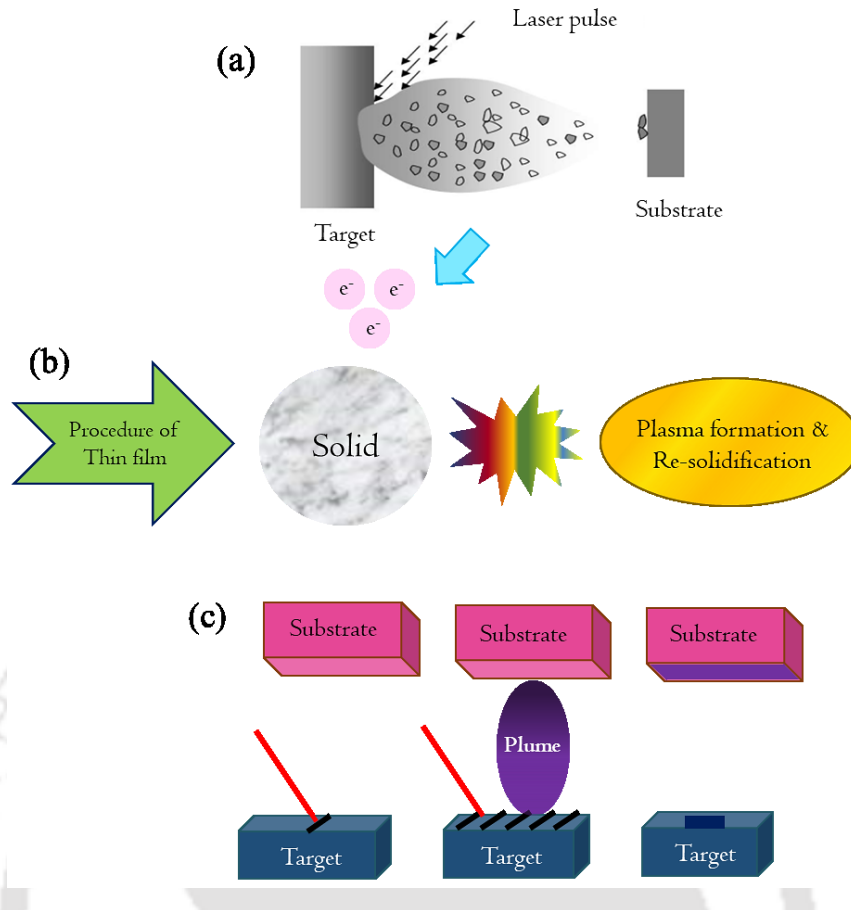 Laser pulse
(a)
Target
Substrate
e-
e-
e-
(b)
Procedure of
Thin film
Solid
Plasma formation &
Re-solidification
(c)
Substrate
Substrate
Substrate
Plume
Target
Target
Target